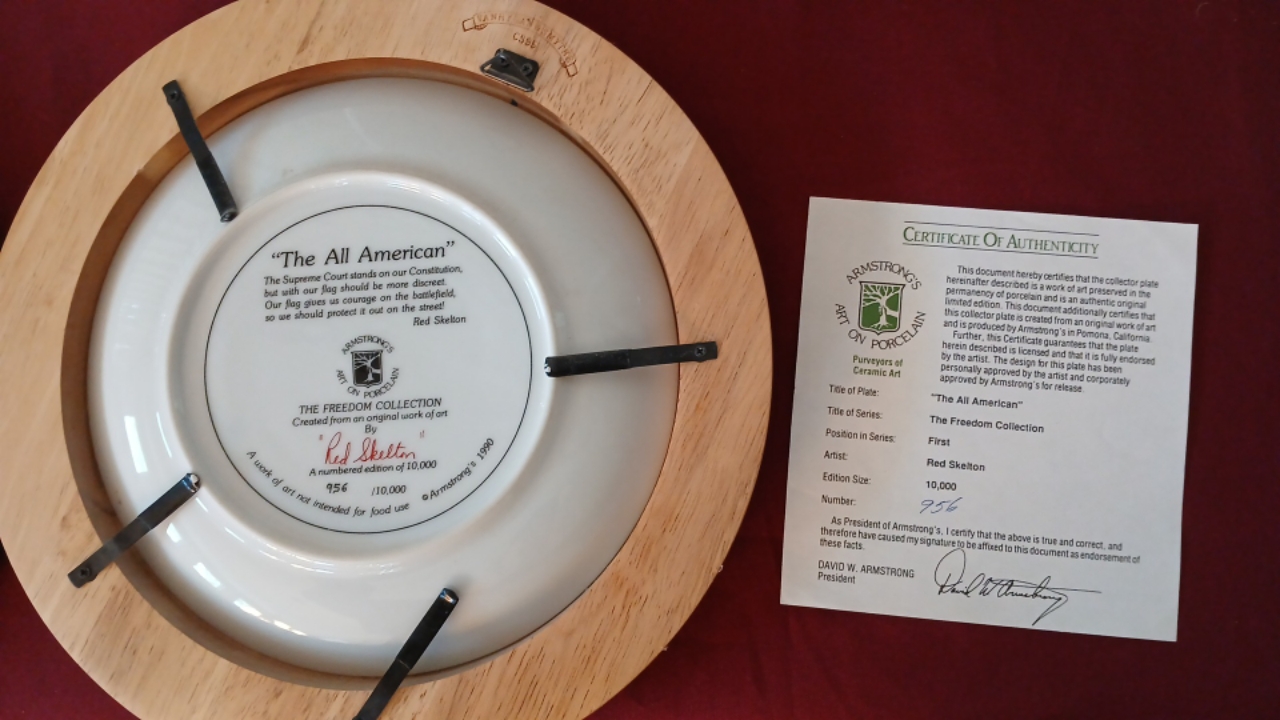 "The All American"
The Supreme Court stands on our Constitution,
but with our flag should be more discreet.
Our flag gives us courage on the battlefield,
so we should protect it out on the street!
Red Skelton
ARMSTRONG'S
ART ON PORCELAIN
THE FREEDOM COLLECTION
Created from an original work of art
By
"Red Skelton"
A numbered edition of 10,000
956 /10,000
A work of art not intended for food use
© Armstrong's 1990
CERTIFICATE OF AUTHENTICITY
ARMSTRONG'S
ART ON PORCELAIN
Purveyors of
Ceramic Art
This document hereby certifies that the collector plate
hereinafter described is a work of art preserved in the
permanency of porcelain and is an authentic original
limited edition. This document additionally certifies that
this collector plate is created from an original work of art
and is produced by Armstrong's in Pomona, California.
Further, this Certificate guarantees that the plate
herein described is licensed and that it is fully endorsed
by the artist. The design for this plate has been
personally approved by the artist and corporately
approved by Armstrong's for release.
Title of Plate: "The All American"
Title of Series: The Freedom Collection
Position in Series: First
Artist: Red Skelton
Edition Size: 10,000
Number: 956
As President of Armstrong's, I certify that the above is true and correct, and
therefore have caused my signature to be affixed to this document as endorsement of
these facts.
DAVID W. ARMSTRONG
President
David W Armstrong